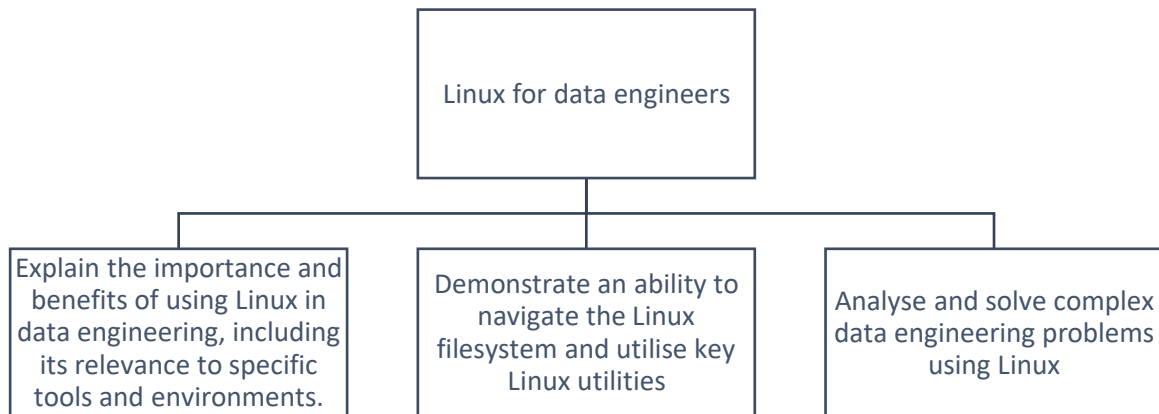 Linux for data engineers
Explain the importance and
benefits of using Linux in
data engineering, including
its relevance to specific
tools and environments.
Demonstrate an ability to
navigate the Linux
filesystem and utilise key
Linux utilities
Analyse and solve complex
data engineering problems
using Linux